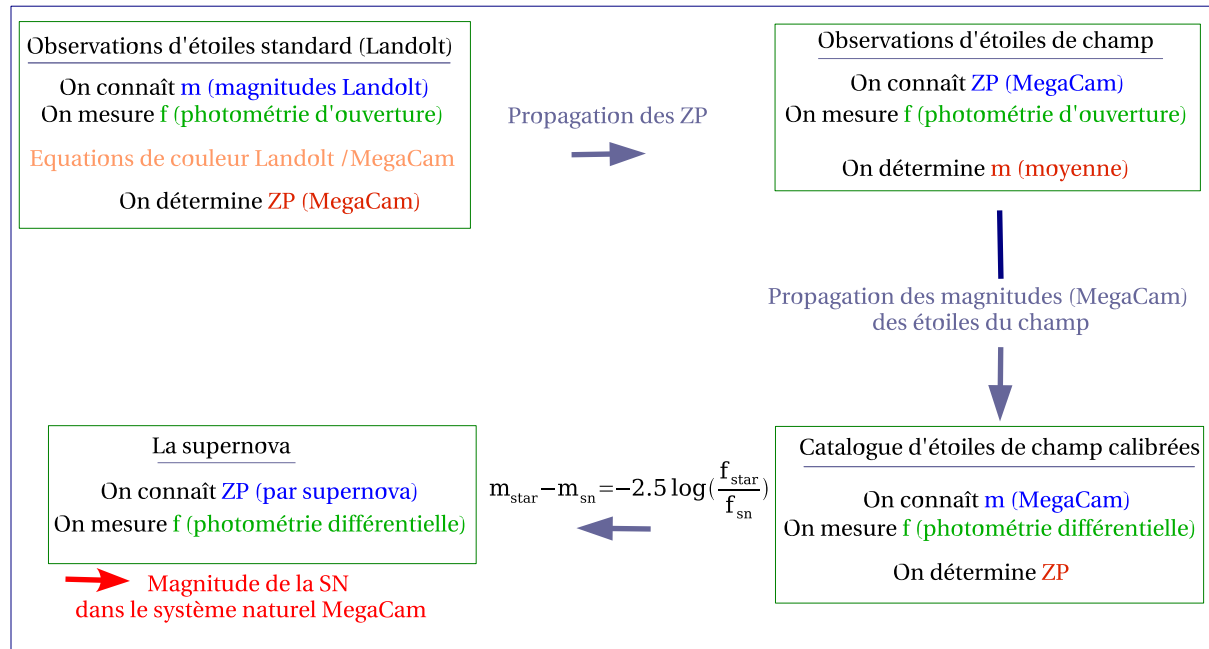 Observations d'étoiles standard (Landolt)
On connaît m (magnitudes Landolt)
On mesure f (photométrie d'ouverture)
Equations de couleur Landolt /MegaCam
On détermine ZP (MegaCam)
Propagation des ZP
Observations d'étoiles de champ
On connaît ZP (MegaCam)
On mesure f (photométrie d'ouverture)
On détermine m (moyenne)
Propagation des magnitudes (MegaCam)
des étoiles du champ
Catalogue d'étoiles de champ calibrées
On connaît m (MegaCam)
On mesure f (photométrie différentielle)
On détermine ZP
m_star−m_sn=−2.5 log(f_star/f_sn)
La supernova
On connaît ZP (par supernova)
On mesure f (photométrie différentielle)
Magnitude de la SN
dans le système naturel MegaCam